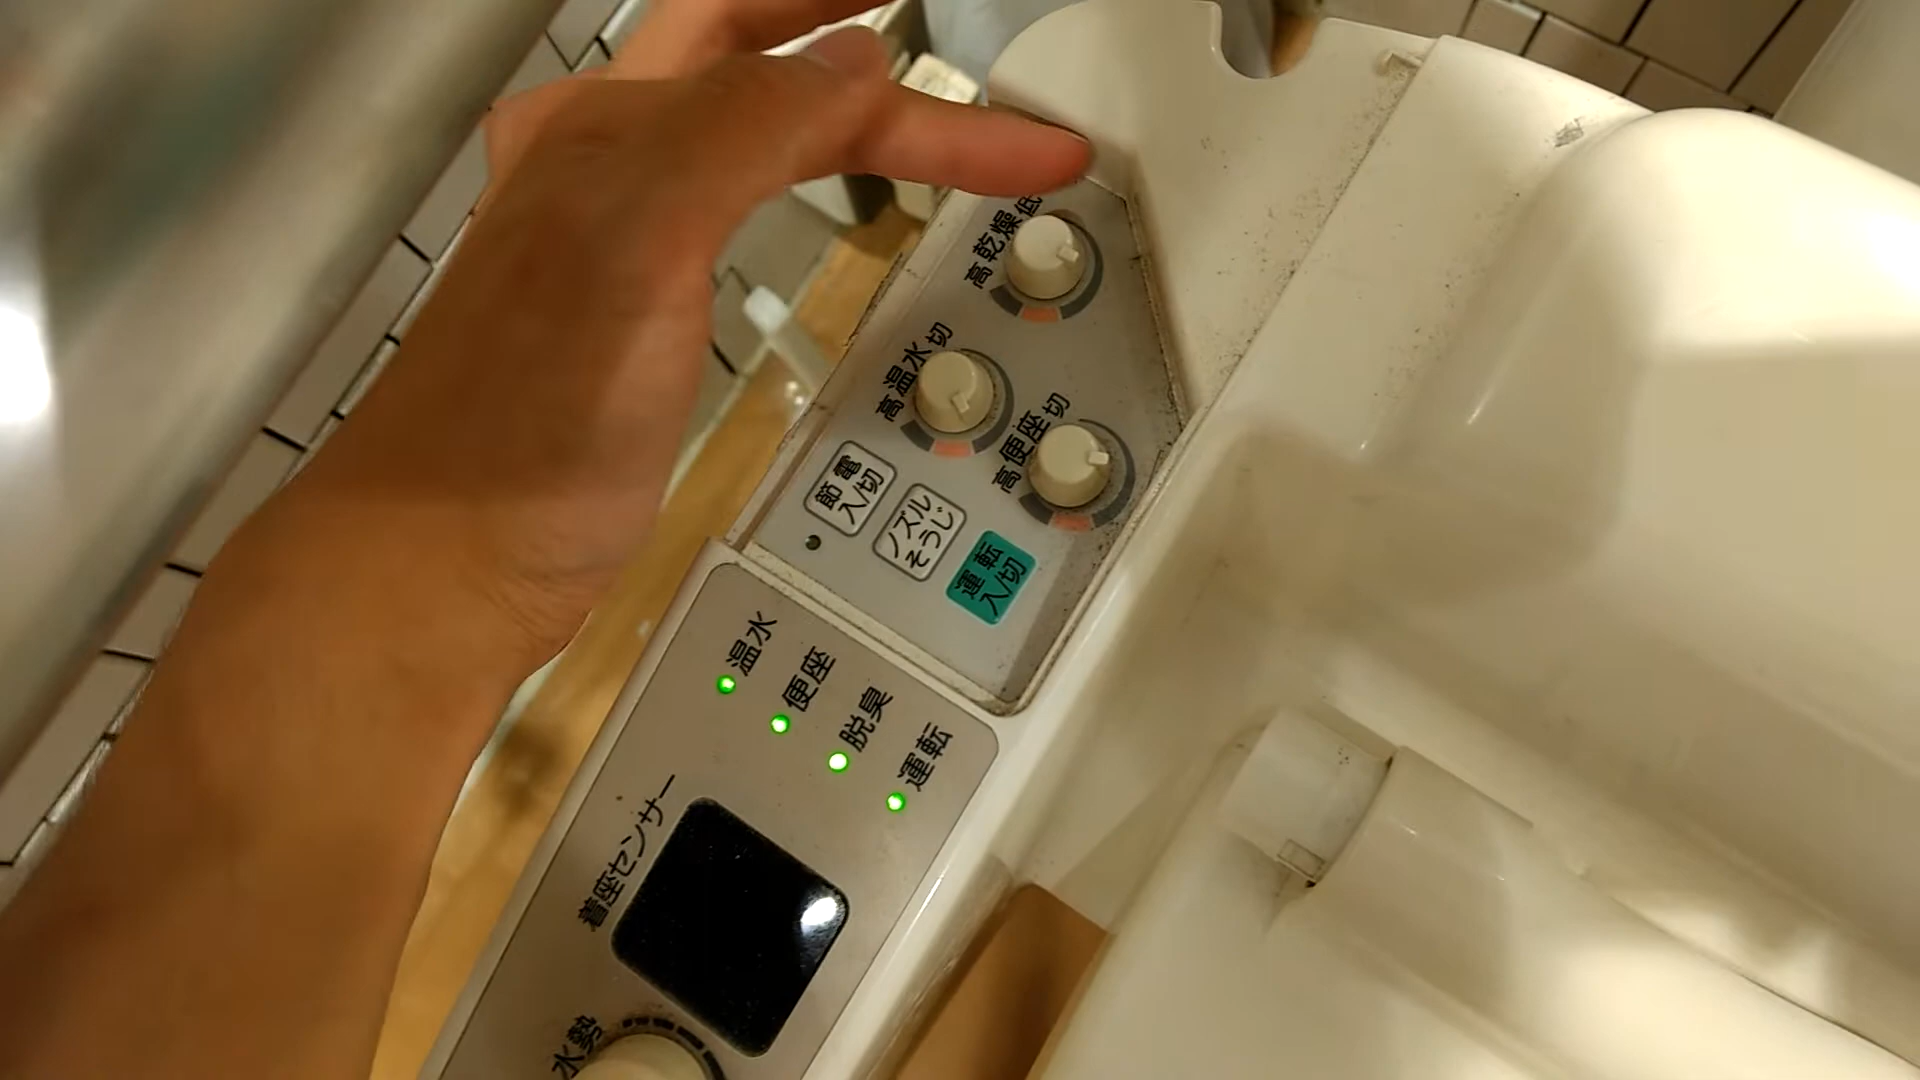 高 乾燥 低
高 温水 切
高 便座 切
節電
入/切
ノズル
そうじ
運転
入/切
温水
便座
脱臭
運転
着座センサー
水勢